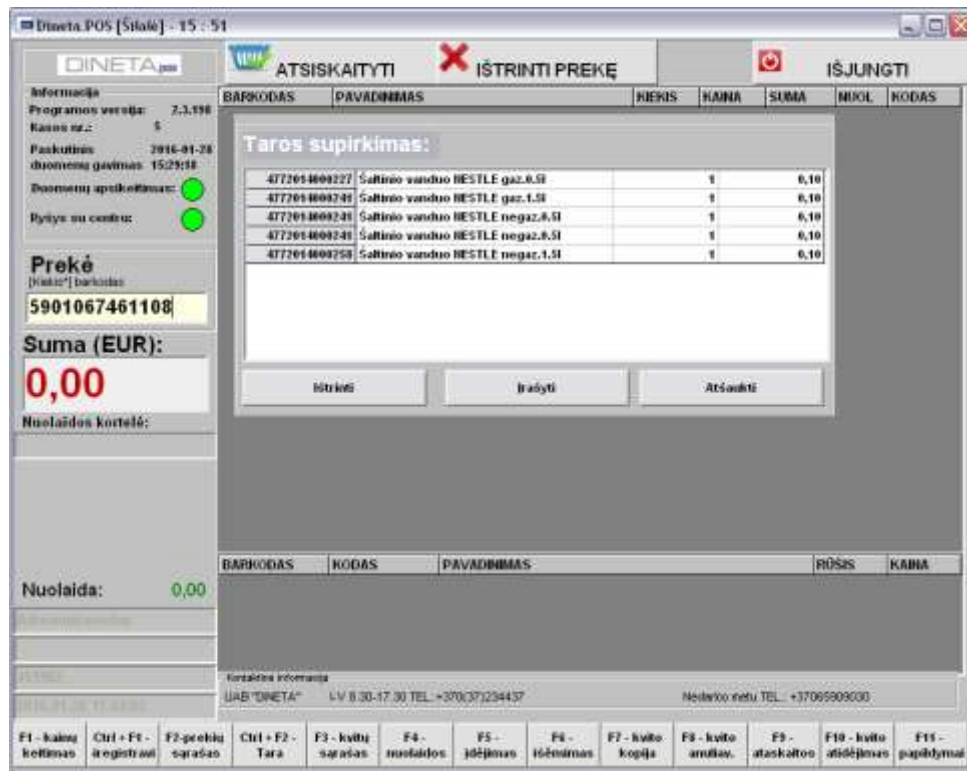 Dineta.POS [Šilalė] - 15 : 51
DINETA pos
ATSISKAITYTI
IŠTRINTI PREKĘ
IŠJUNGTI
Informacija
Programos versija: 2.3.198
Kasos nr.: 5
Paskutinis 2016-01-28
duomenų gavimas 15:29:18
Duomenų apsikeitimas:
Ryšys su centru:
Prekė
[Kiekis*] barkodas
5901067461108
Suma (EUR):
0,00
Nuolaidos kortelė:
Nuolaida: 0,00
BARKODAS PAVADINIMAS KIEKIS KAINA SUMA NUOL KODAS
Taros supirkimas:
4772014000227 Šaltinio vanduo NESTLE gaz.0.5l 1 0,10
4772014000241 Šaltinio vanduo NESTLE gaz.1.5l 1 0,10
4772014000241 Šaltinio vanduo NESTLE negaz.0.5l 1 0,10
4772014000241 Šaltinio vanduo NESTLE negaz.0.5l 1 0,10
4772014000258 Šaltinio vanduo NESTLE negaz.1.5l 1 0,10
Ištrinti
Įrašyti
Atšaukti
BARKODAS KODAS PAVADINIMAS RŪŠIS KAINA
Kontaktinė informacija
UAB "DINETA" I-V 8.30-17.30 TEL.: +370(37)234437 Nedarbo metu TEL.: +37065909030
F1 - kainų keitimas
Ctrl + F1 - išregistravi
F2-prekių sąrašas
Ctrl + F2 - Tara
F3 - kvitų sąrašas
F4 - nuolaidos
F5 - įdėjimas
F6 - išėmimas
F7 - kvito kopija
F8 - kvito anuliav.
F9 - ataskaitos
F10 - kvito atidėjimas
F11 - papildymai